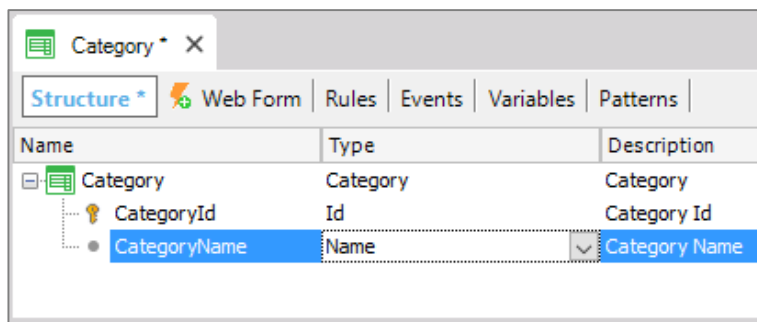 Category *
Structure * Web Form Rules Events Variables Patterns
Name Type Description
Category Category Category
CategoryId Id Category Id
CategoryName Name Category Name